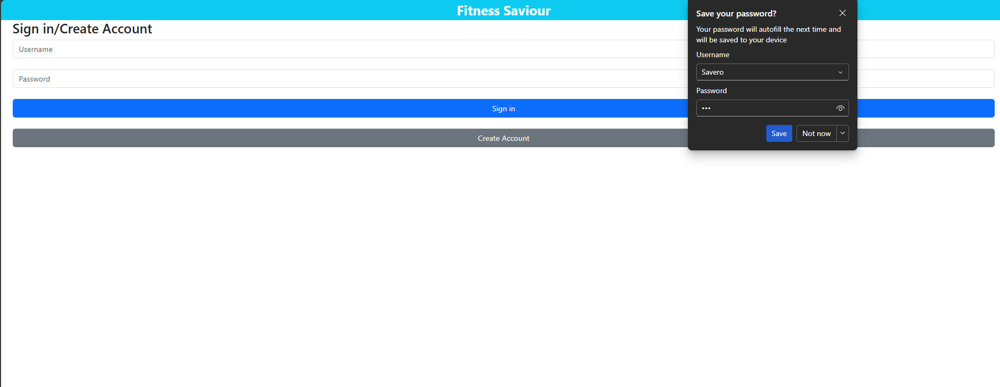 Fitness Saviour
Sign in/Create Account
Username
Password
Sign in
Create Account
Save your password?
Your password will autofill the next time and
will be saved to your device
Username
Savero
Password
•••
Save
Not now